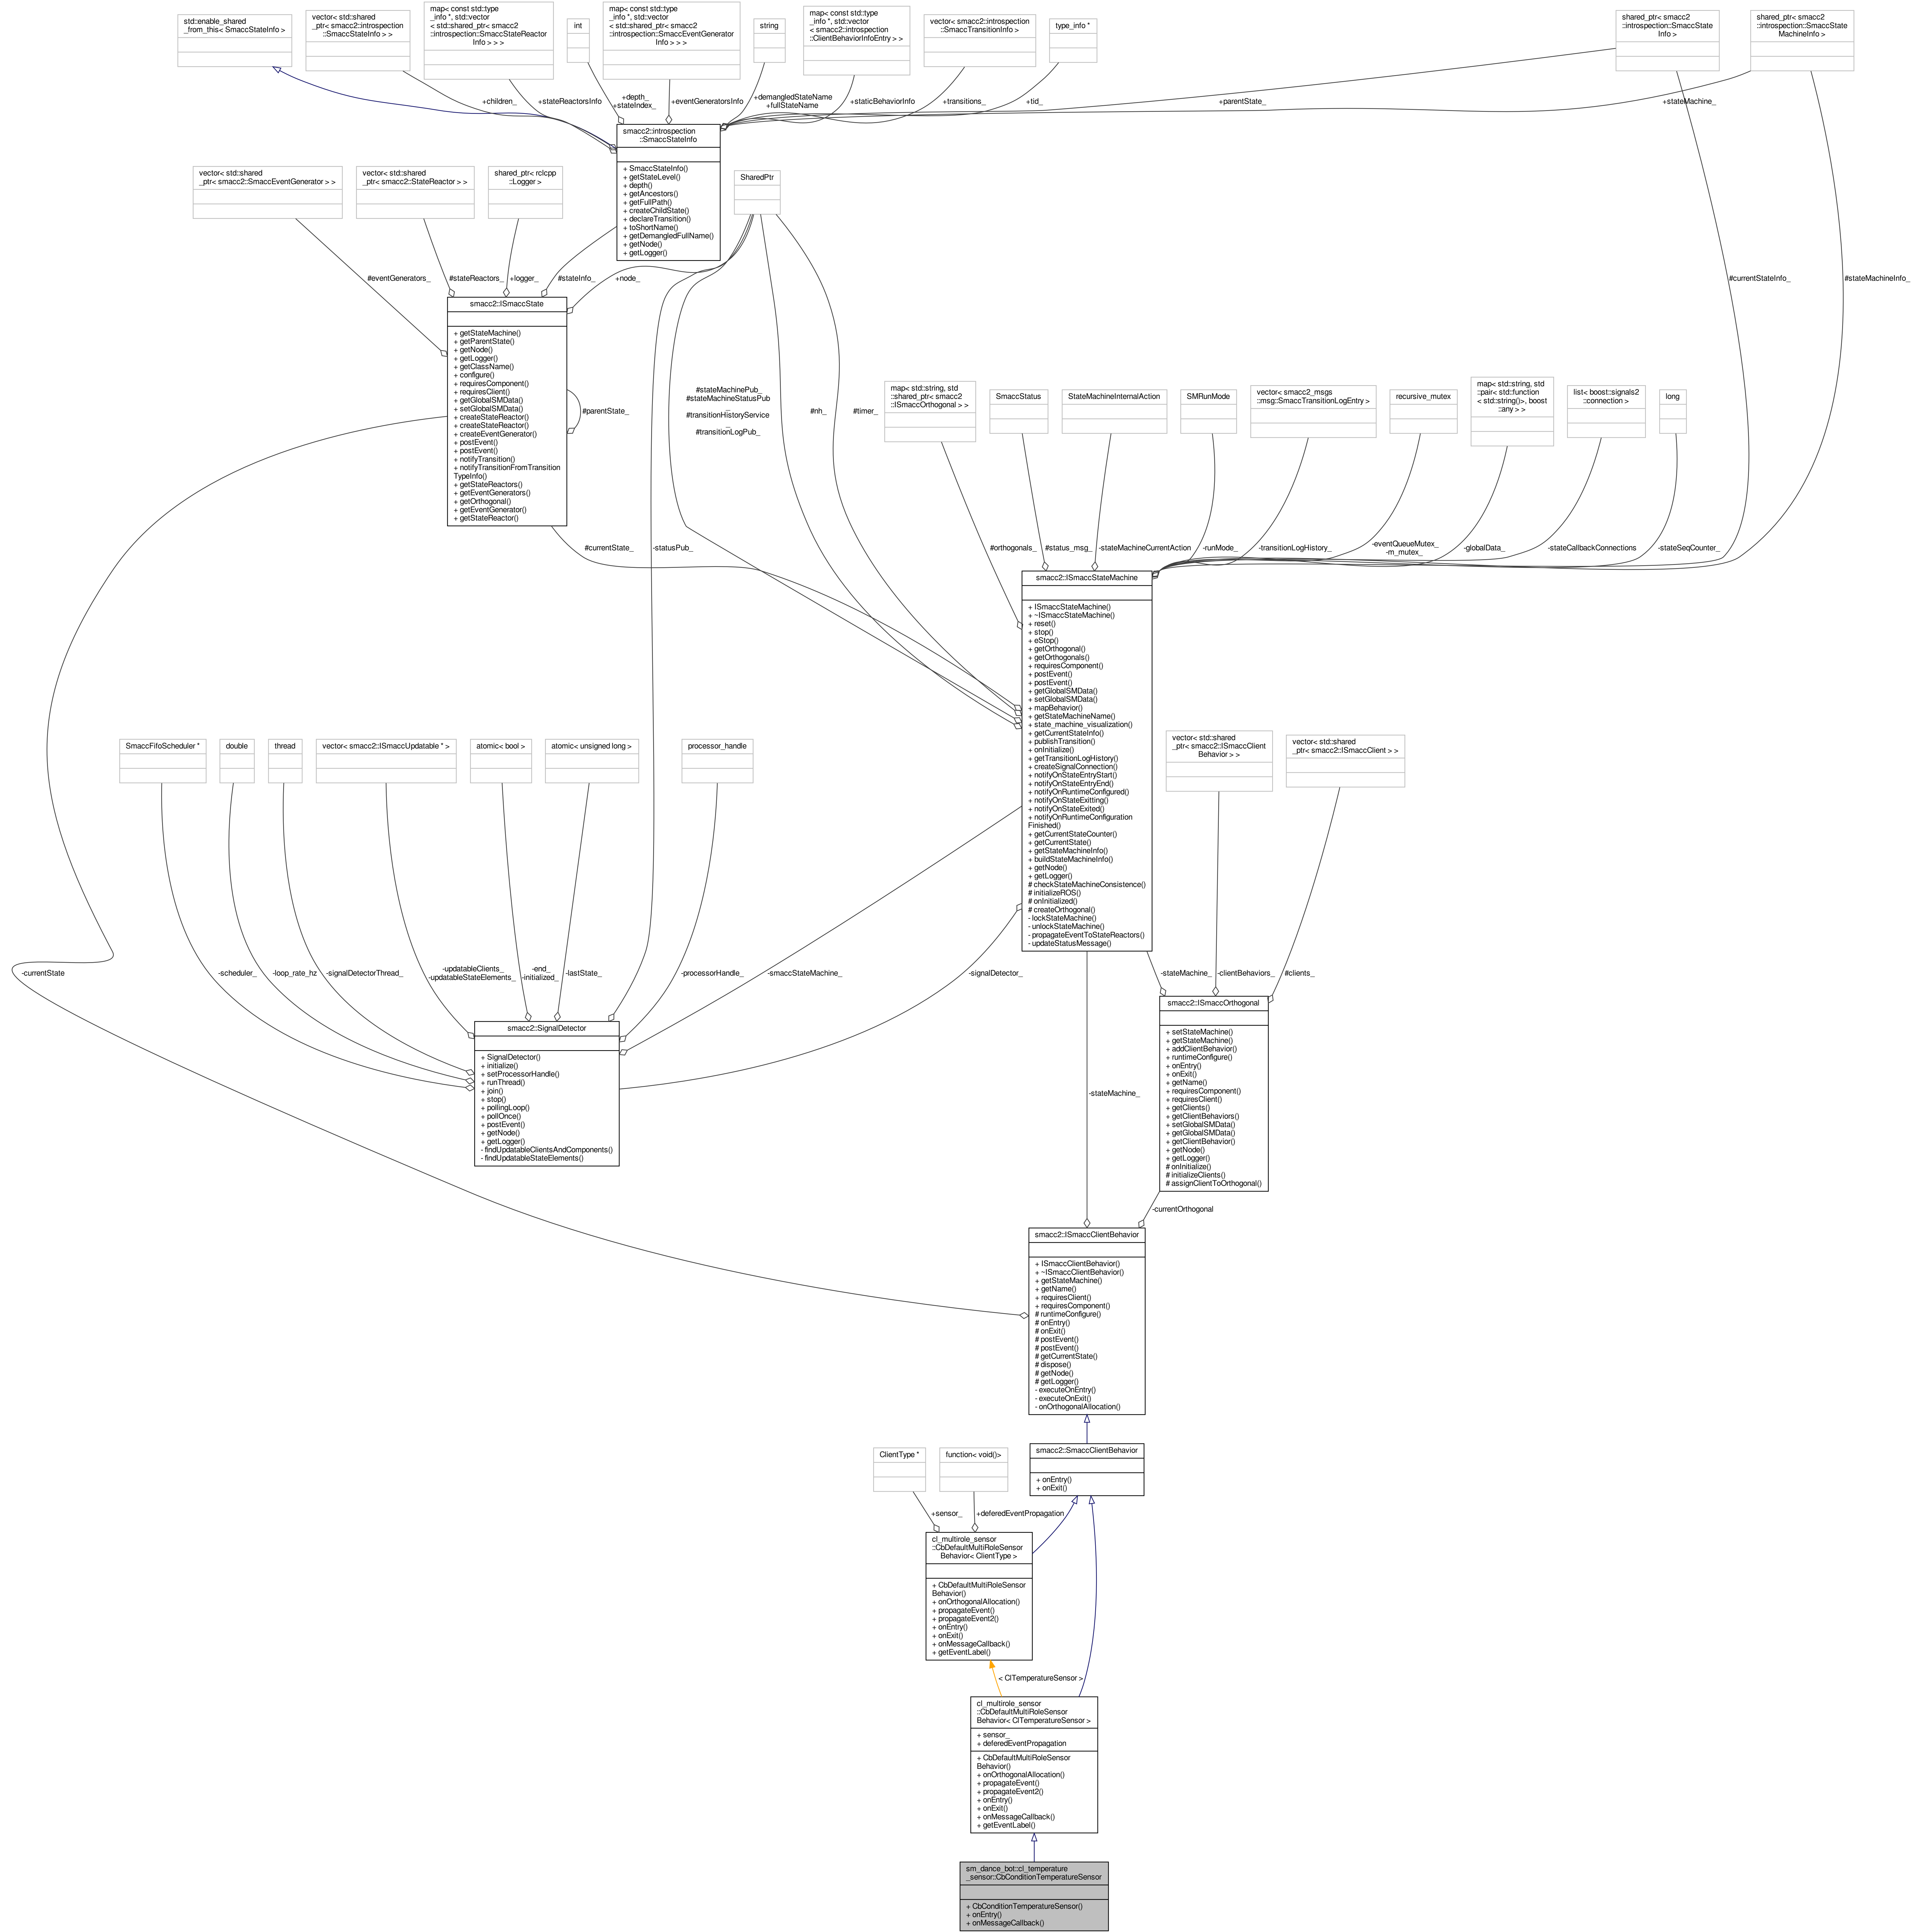 std:enable_shared
_from_this< SmaccStateInfo >
vector< std::shared
_ptr< smacc2::introspection
::SmaccStateInfo > >
map< const std::type
_info *, std::vector
< std::shared_ptr< smacc2
::introspection::SmaccStateReactor
Info > > >
int
map< const std::type
_info *, std::vector
< std::shared_ptr< smacc2
::introspection::SmaccEventGenerator
Info > > >
string
map< const std::type
_info *, std::vector
< smacc2::introspection
::ClientBehaviorInfoEntry > >
vector< smacc2::introspection
::SmaccTransitionInfo >
type_info *
shared_ptr< smacc2
::introspection::SmaccState
Info >
shared_ptr< smacc2
::introspection::SmaccState
MachineInfo >
+children_
+stateReactorsInfo
+depth_
+stateIndex_
+eventGeneratorsInfo
+demangledStateName
+fullStateName
+staticBehaviorInfo
+transitions_
+tid_
+parentState_
+stateMachine_
smacc2::introspection
::SmaccStateInfo
+ SmaccStateInfo()
+ getStateLevel()
+ depth()
+ getAncestors()
+ getFullPath()
+ createChildState()
+ declareTransition()
+ toShortName()
+ getDemangledFullName()
+ getNode()
+ getLogger()
vector< std::shared
_ptr< smacc2::SmaccEventGenerator > >
vector< std::shared
_ptr< smacc2::StateReactor > >
shared_ptr< rclcpp
::Logger >
SharedPtr
#eventGenerators_
#stateReactors_
+logger_
#stateInfo_
+node_
#currentStateInfo_
#stateMachineInfo_
smacc2::ISmaccState
+ getStateMachine()
+ getParentState()
+ getNode()
+ getLogger()
+ getClassName()
+ configure()
+ requiresComponent()
+ requiresClient()
+ getGlobalSMData()
+ setGlobalSMData()
+ createStateReactor()
+ createStateReactor()
+ createEventGenerator()
+ postEvent()
+ postEvent()
+ notifyTransition()
+ notifyTransitionFromTransition
TypeInfo()
+ getStateReactors()
+ getEventGenerators()
+ getOrthogonal()
+ getEventGenerator()
+ getStateReactor()
#parentState_
#stateMachinePub_
#stateMachineStatusPub
_
#transitionHistoryService
_
#transitionLogPub_
#nh_
#timer_
map< std::string, std
::shared_ptr< smacc2
::ISmaccOrthogonal > >
SmaccStatus
StateMachineInternalAction
SMRunMode
vector< smacc2_msgs
::msg::SmaccTransitionLogEntry >
recursive_mutex
map< std::string, std
::pair< std::function
< std::string()>, boost
::any > >
list< boost::signals2
::connection >
long
#currentState_
-statusPub_
#orthogonals_
#status_msg_
-stateMachineCurrentAction
-runMode_
-transitionLogHistory_
-eventQueueMutex_
-m_mutex_
-globalData_
-stateCallbackConnections
-stateSeqCounter_
smacc2::ISmaccStateMachine
+ ISmaccStateMachine()
+ ~ISmaccStateMachine()
+ reset()
+ stop()
+ eStop()
+ getOrthogonal()
+ getOrthogonals()
+ requiresComponent()
+ postEvent()
+ postEvent()
+ getGlobalSMData()
+ setGlobalSMData()
+ mapBehavior()
+ getStateMachineName()
+ state_machine_visualization()
+ getCurrentStateInfo()
+ publishTransition()
+ onInitialize()
+ getTransitionLogHistory()
+ createSignalConnection()
+ notifyOnStateEntryStart()
+ notifyOnStateEntryEnd()
+ notifyOnRuntimeConfigured()
+ notifyOnStateExitting()
+ notifyOnStateExited()
+ notifyOnRuntimeConfiguration
Finished()
+ getCurrentStateCounter()
+ getCurrentState()
+ getStateMachineInfo()
+ buildStateMachineInfo()
+ getNode()
+ getLogger()
# checkStateMachineConsistence()
# initializeROS()
# onInitialized()
# createOrthogonal()
- lockStateMachine()
- unlockStateMachine()
- propagateEventToStateReactors()
- updateStatusMessage()
SmaccFifoScheduler *
double
thread
vector< smacc2::ISmaccUpdatable * >
atomic< bool >
atomic< unsigned long >
processor_handle
vector< std::shared
_ptr< smacc2::ISmaccClient
Behavior > >
vector< std::shared
_ptr< smacc2::ISmaccClient > >
-currentState
-scheduler_
-loop_rate_hz
-signalDetectorThread_
-updatableClients_
-updatableStateElements_
-end_
-initialized_
-lastState_
-processorHandle_
-smaccStateMachine_
-signalDetector_
-stateMachine_
-clientBehaviors_
#clients_
smacc2::SignalDetector
+ SignalDetector()
+ initialize()
+ setProcessorHandle()
+ runThread()
+ join()
+ stop()
+ pollingLoop()
+ pollOnce()
+ postEvent()
+ getNode()
+ getLogger()
- findUpdatableClientsAndComponents()
- findUpdatableStateElements()
smacc2::ISmaccOrthogonal
+ setStateMachine()
+ getStateMachine()
+ addClientBehavior()
+ runtimeConfigure()
+ onEntry()
+ onExit()
+ getName()
+ requiresComponent()
+ requiresClient()
+ getClients()
+ getClientBehaviors()
+ setGlobalSMData()
+ getGlobalSMData()
+ getClientBehavior()
+ getNode()
+ getLogger()
# onInitialize()
# initializeClients()
# assignClientToOrthogonal()
-stateMachine_
-currentOrthogonal
smacc2::ISmaccClientBehavior
+ ISmaccClientBehavior()
+ ~ISmaccClientBehavior()
+ getStateMachine()
+ getName()
+ requiresClient()
+ requiresComponent()
# runtimeConfigure()
# onEntry()
# onExit()
# postEvent()
# postEvent()
# getCurrentState()
# dispose()
# getNode()
# getLogger()
- executeOnEntry()
- executeOnExit()
- onOrthogonalAllocation()
ClientType *
function< void()>
smacc2::SmaccClientBehavior
+ onEntry()
+ onExit()
+sensor_
+deferedEventPropagation
cl_multirole_sensor
::CbDefaultMultiRoleSensor
Behavior< ClientType >
+ CbDefaultMultiRoleSensor
Behavior()
+ onOrthogonalAllocation()
+ propagateEvent()
+ propagateEvent2()
+ onEntry()
+ onExit()
+ onMessageCallback()
+ getEventLabel()
< ClTemperatureSensor >
cl_multirole_sensor
::CbDefaultMultiRoleSensor
Behavior< ClTemperatureSensor >
+ sensor_
+ deferedEventPropagation
+ CbDefaultMultiRoleSensor
Behavior()
+ onOrthogonalAllocation()
+ propagateEvent()
+ propagateEvent2()
+ onEntry()
+ onExit()
+ onMessageCallback()
+ getEventLabel()
sm_dance_bot::cl_temperature
_sensor::CbConditionTemperatureSensor
+ CbConditionTemperatureSensor()
+ onEntry()
+ onMessageCallback()